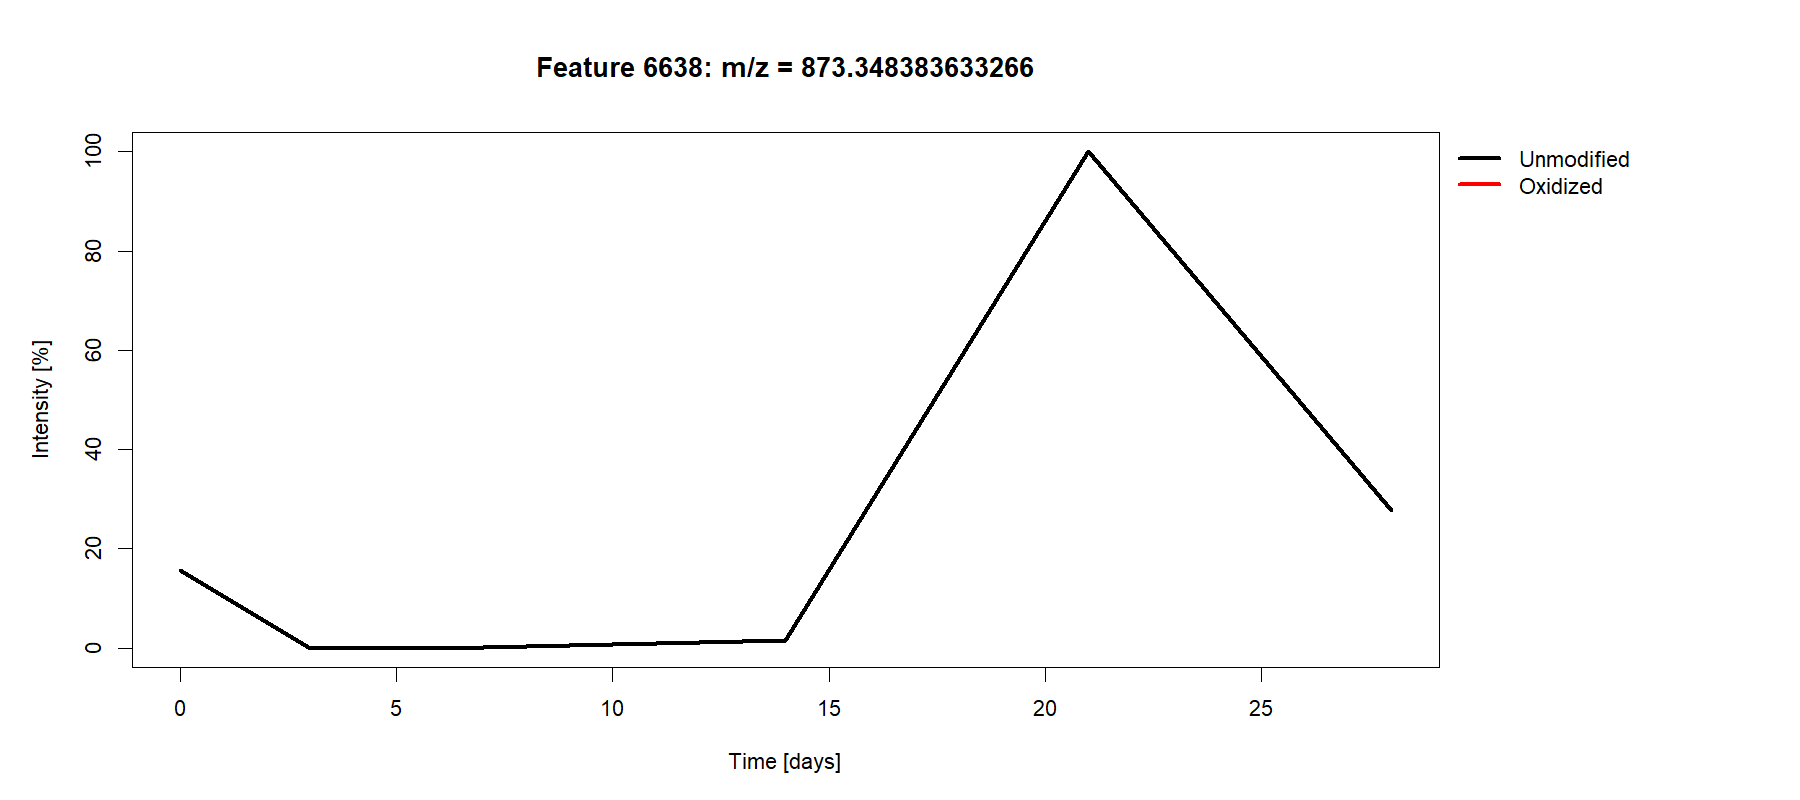 Feature 6638: m/z = 873.348383633266
Unmodified
Oxidized
Intensity [%]
100
80
60
40
20
0
0 5 10 15 20 25
Time [days]